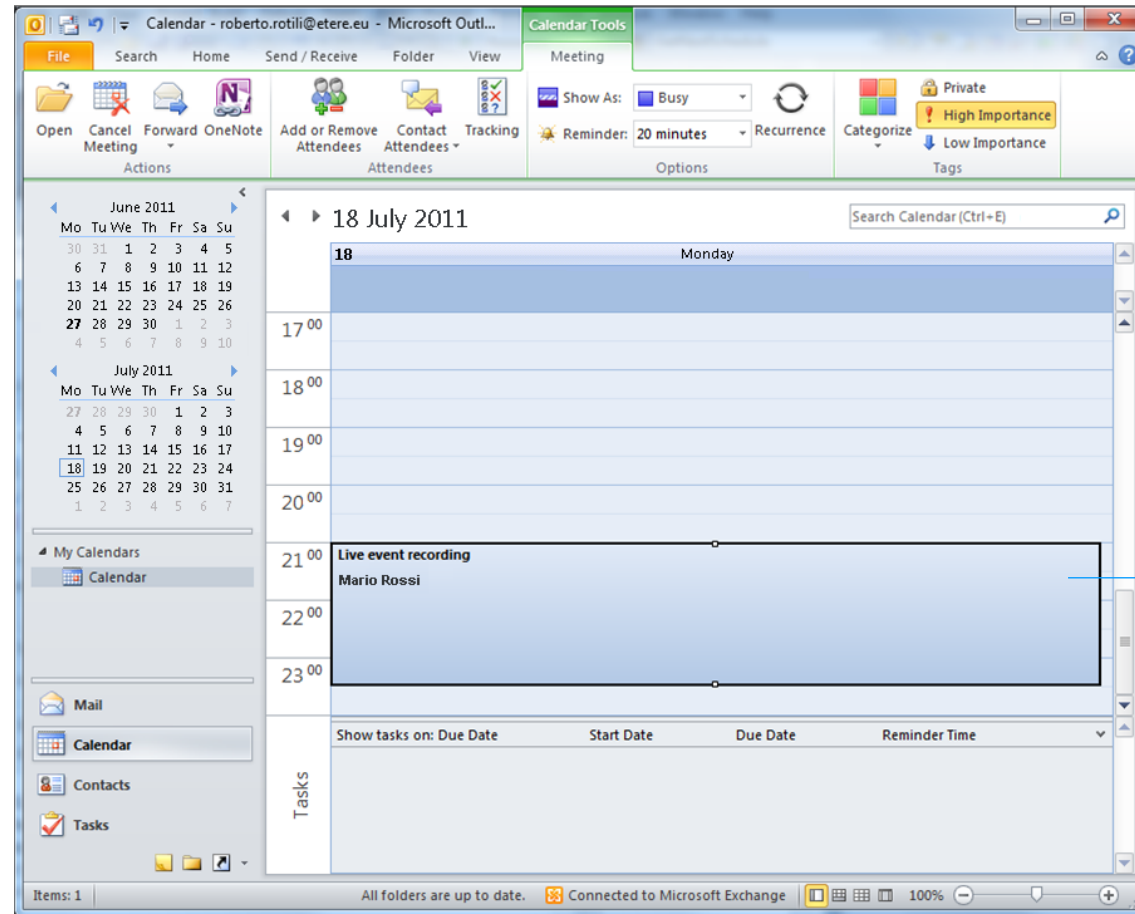 Calendar - roberto.rotili@etere.eu - Microsoft Outl...
Calendar Tools
File Search Home Send / Receive Folder View Meeting
Open Cancel Meeting Forward OneNote
Actions
Add or Remove Attendees Contact Attendees Tracking
Attendees
Show As: Busy
Reminder: 20 minutes
Recurrence
Options
Categorize
Private
High Importance
Low Importance
Tags
June 2011
Mo Tu We Th Fr Sa Su
30 31 1 2 3 4 5
6 7 8 9 10 11 12
13 14 15 16 17 18 19
20 21 22 23 24 25 26
27 28 29 30 1 2 3
4 5 6 7 8 9 10
July 2011
Mo Tu We Th Fr Sa Su
27 28 29 30 1 2 3
4 5 6 7 8 9 10
11 12 13 14 15 16 17
18 19 20 21 22 23 24
25 26 27 28 29 30 31
1 2 3 4 5 6 7
My Calendars
Calendar
Mail
Calendar
Contacts
Tasks
18 July 2011
Search Calendar (Ctrl+E)
18 Monday
17 00
18 00
19 00
20 00
21 00 Live event recording
Mario Rossi
22 00
23 00
Tasks
Show tasks on: Due Date Start Date Due Date Reminder Time
Items: 1 All folders are up to date. Connected to Microsoft Exchange 100%